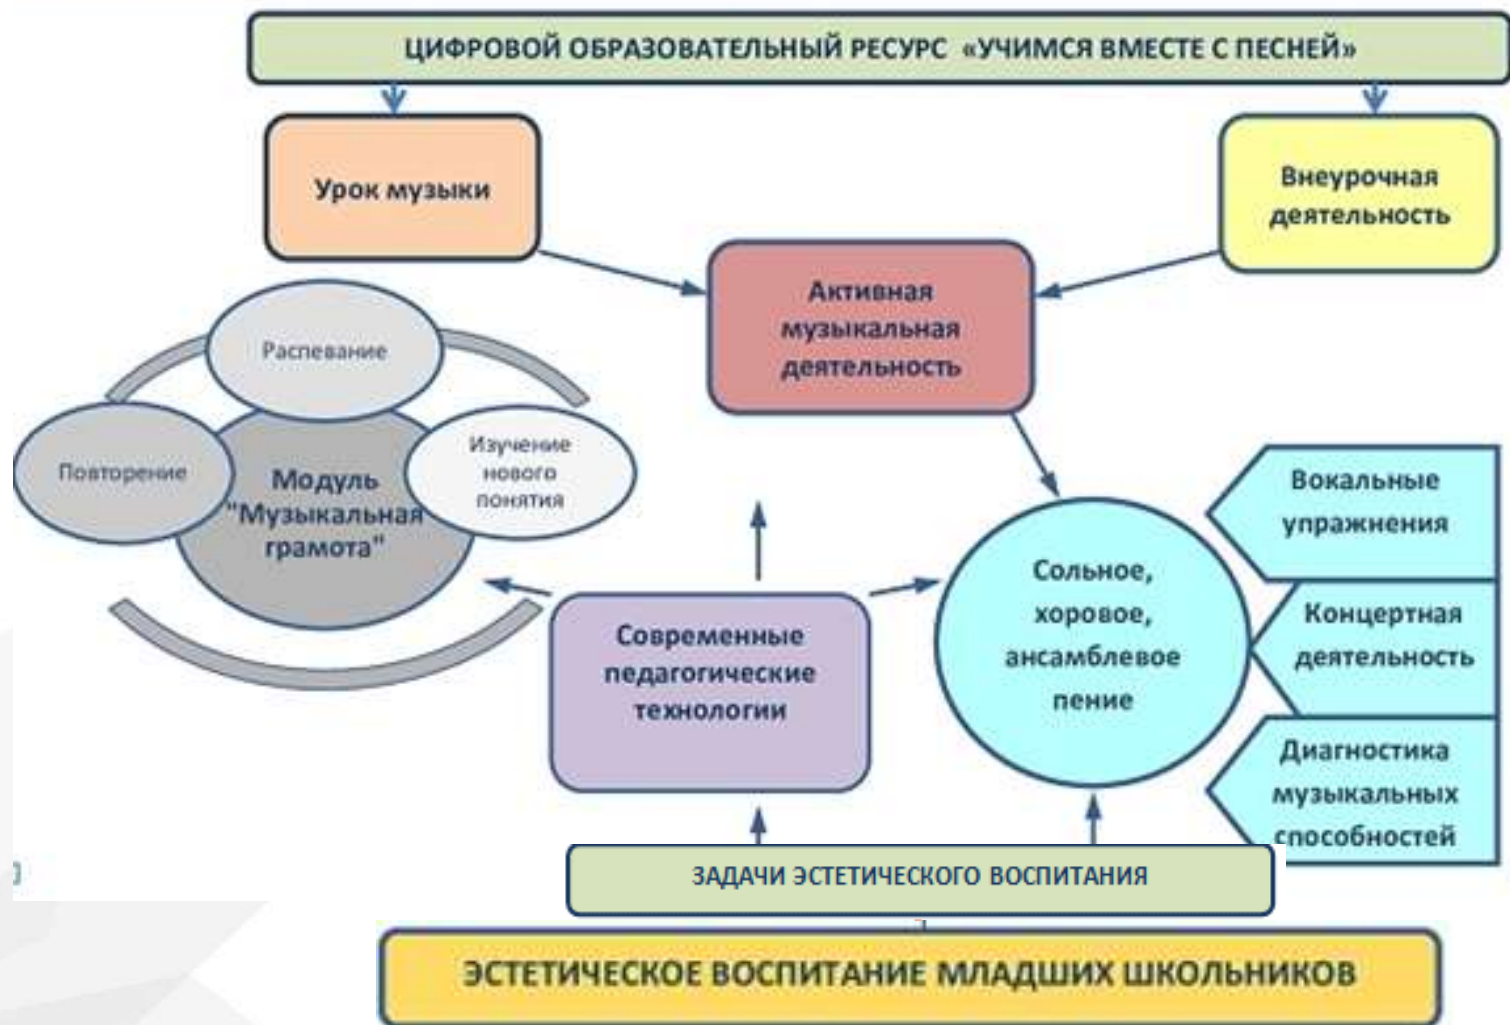 ЦИФРОВОЙ ОБРАЗОВАТЕЛЬНЫЙ РЕСУРС «УЧИМСЯ ВМЕСТЕ С ПЕСНЕЙ»
Урок музыки
Внеурочная
деятельность
Активная
музыкальная
деятельность
Распевание
Повторение
Изучение
нового
понятия
Модуль
"Музыкальная
грамота"
Вокальные
упражнения
Сольное,
хоровое,
ансамблевое
пение
Концертная
деятельность
Современные
педагогические
технологии
Диагностика
музыкальных
способностей
ЗАДАЧИ ЭСТЕТИЧЕСКОГО ВОСПИТАНИЯ
ЭСТЕТИЧЕСКОЕ ВОСПИТАНИЕ МЛАДШИХ ШКОЛЬНИКОВ